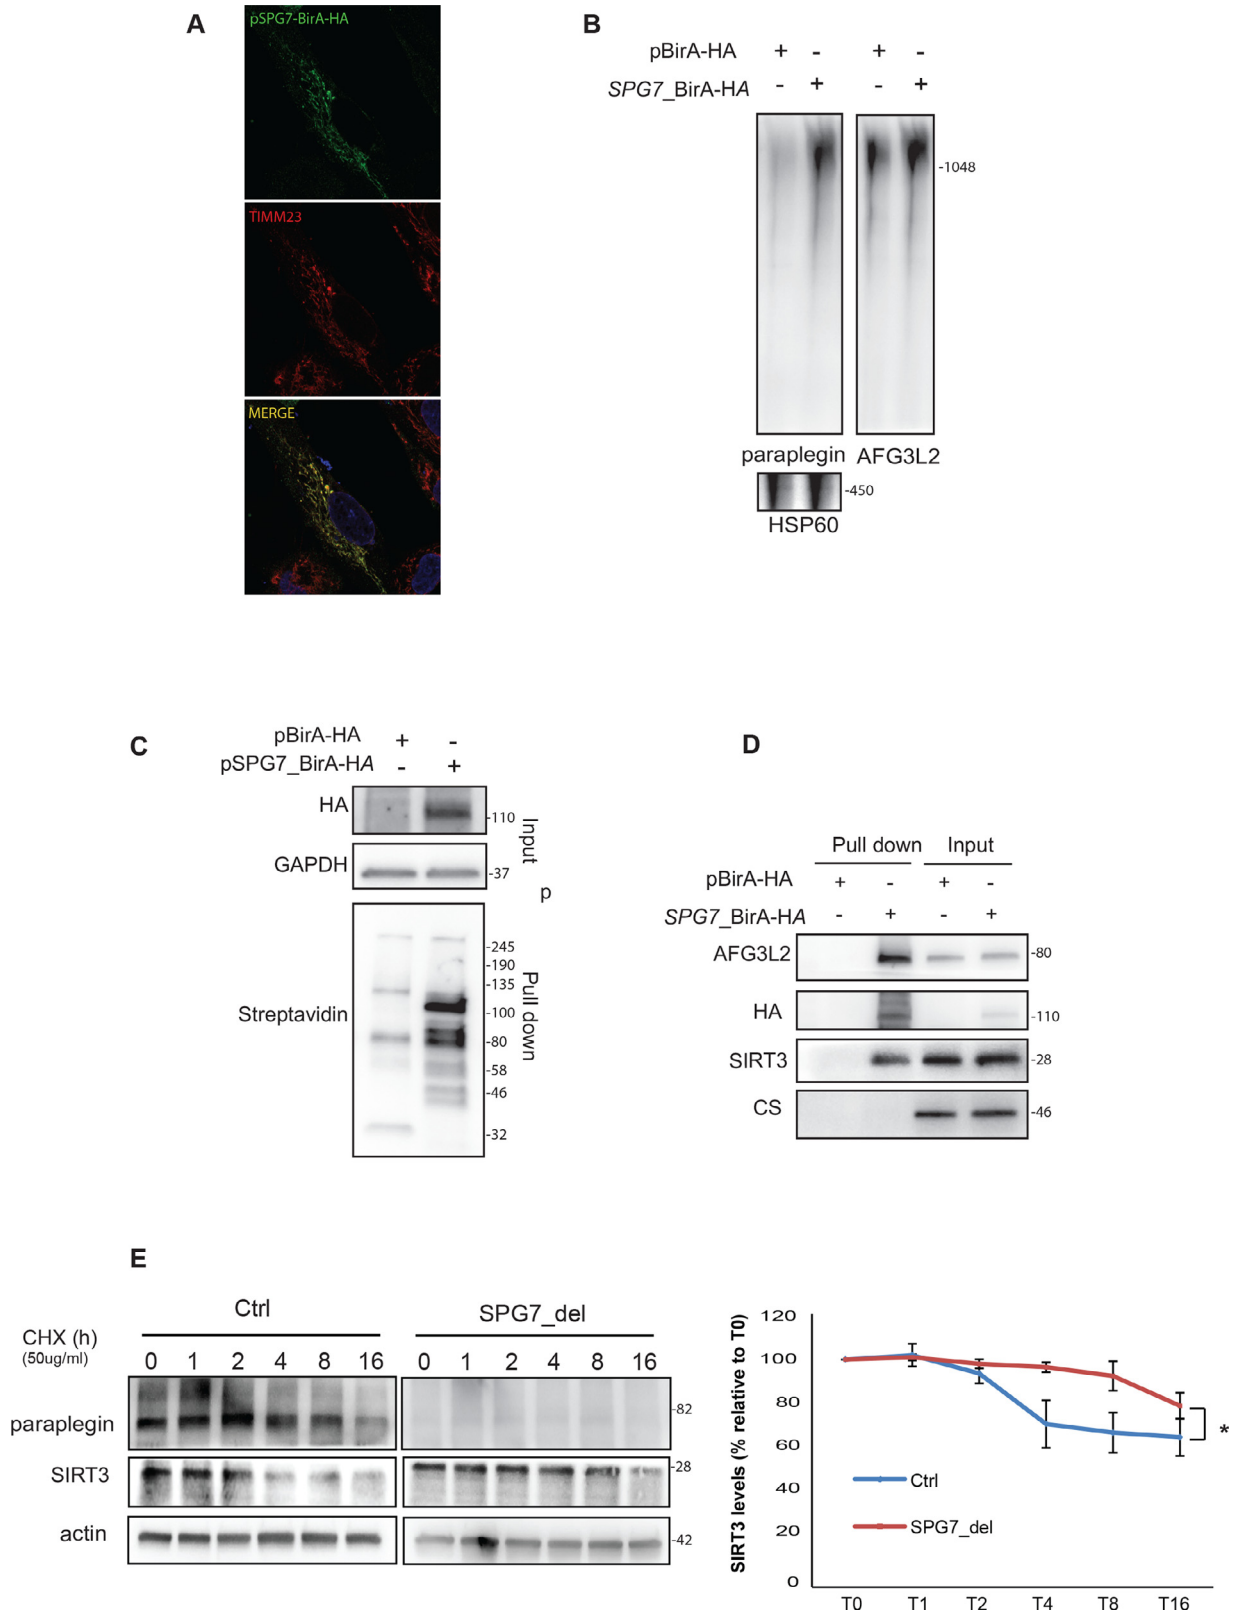 A
pSPG7-BirA-HA
TIMM23
MERGE
B
pBirA-HA + - + -
SPG7_BirA-HA - + - +
-1048
paraplegin AFG3L2
-450
HSP60
C
pBirA-HA + -
pSPG7_BirA-HA - +
HA
-110
Input
GAPDH
-37
p
Streptavidin
-245
-190
-135
-100
-80
-58
-46
-32
Pull down
D
Pull down Input
pBirA-HA + - + -
SPG7_BirA-HA - + - +
AFG3L2 -80
HA -110
SIRT3 -28
CS -46
E
Ctrl SPG7_del
CHX (h)
(50ug/ml)
0 1 2 4 8 16 0 1 2 4 8 16
paraplegin -82
SIRT3 -28
actin -42
SIRT3 levels (% relative to T0)
120
100
80
60
40
20
0
*
Ctrl
SPG7_del
T0 T1 T2 T4 T8 T16